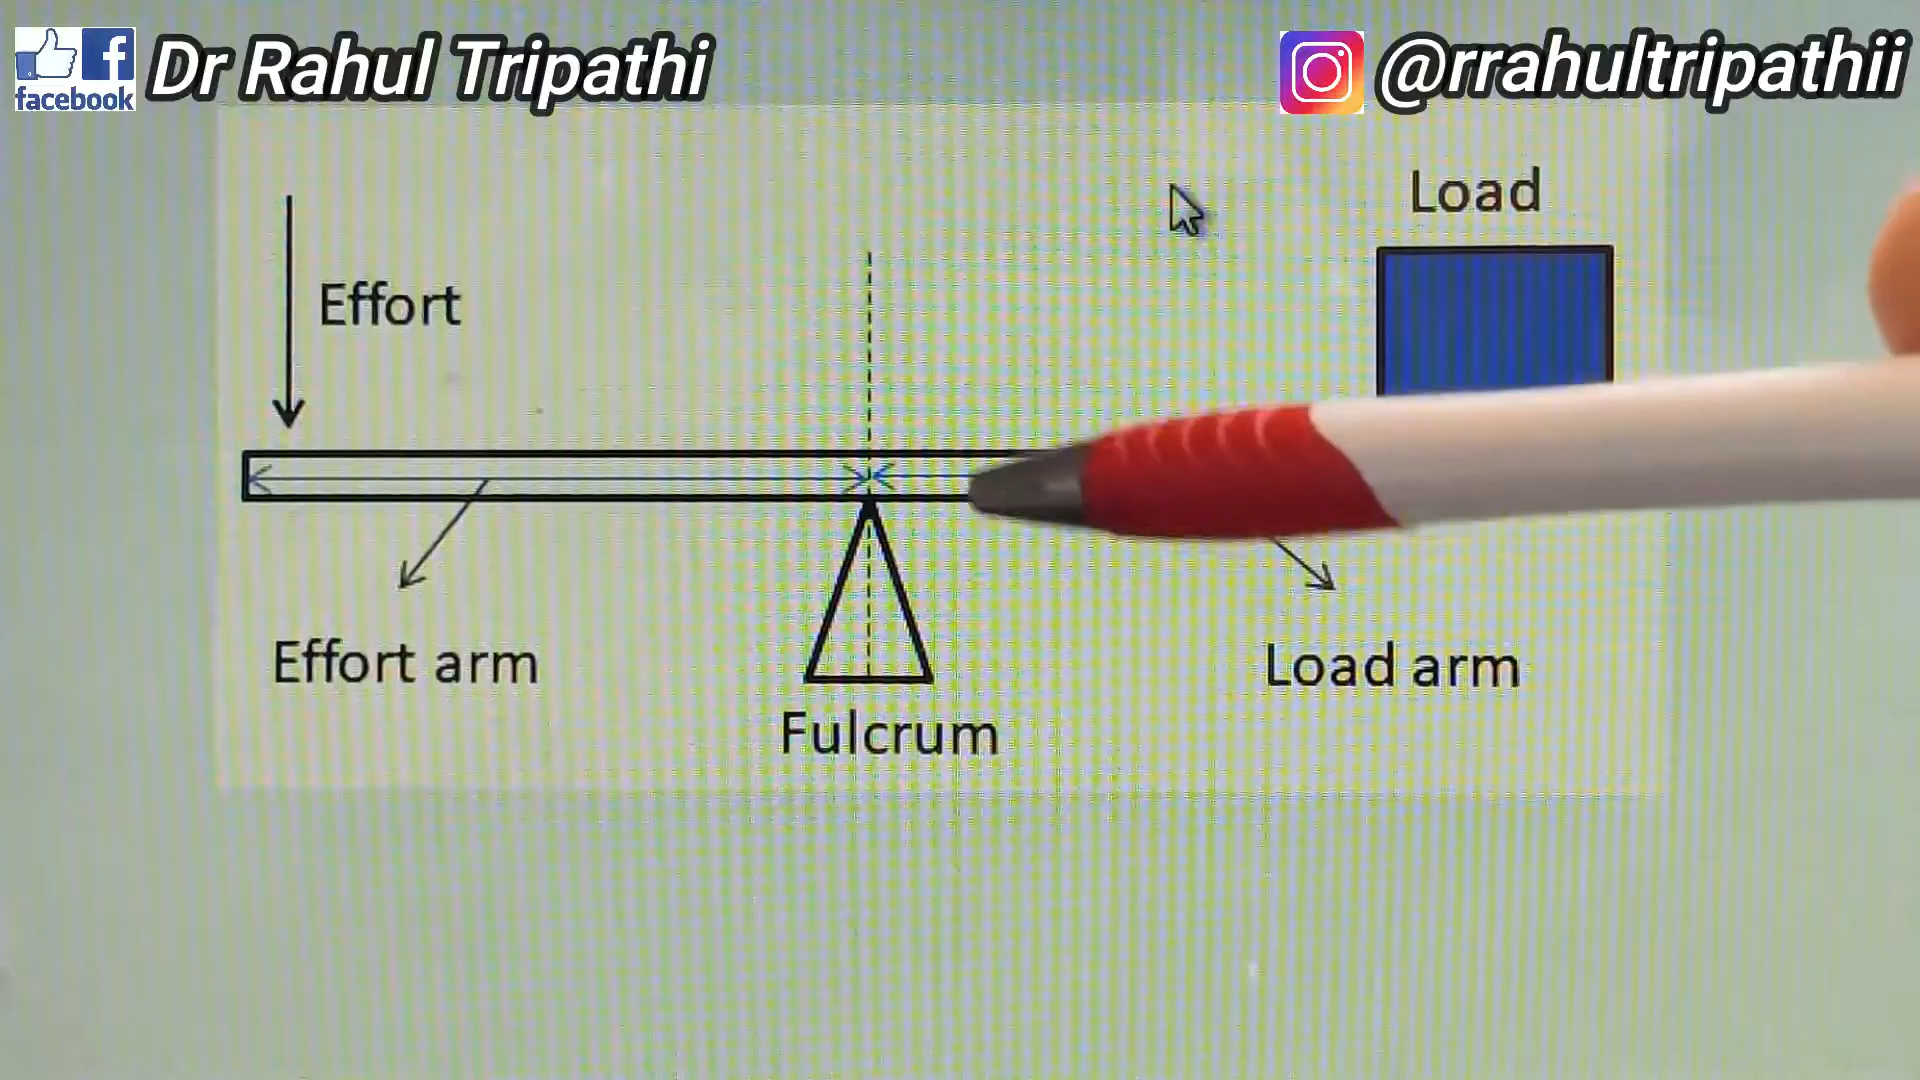 facebook
Dr Rahul Tripathi
@rrahultripathii
Load
Effort
Effort arm
Load arm
Fulcrum